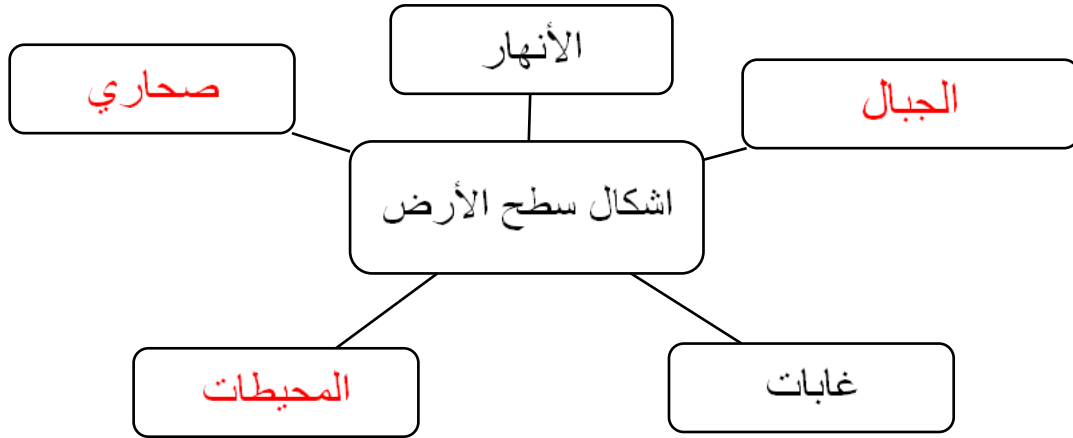 الأنهار
الجبال
صحاري
اشكال سطح الأرض
غابات
المحيطات